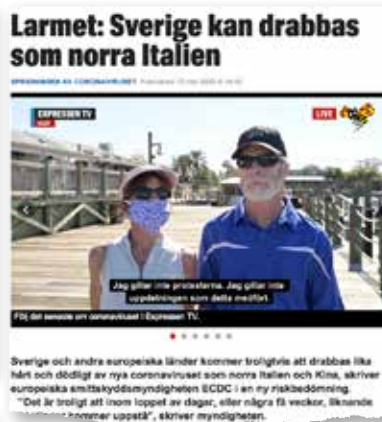 Larmet: Sverige kan drabbas
som norra Italien
SPRIDNINGEN AV CORONAVIRUSET
EXPRESSEN TV
LIVE
Jag gillar inte protesterna. Jag gillar inte
uppdelningen som detta medfört.
Följ det senaste om coronaviruset i Expressen TV.
Sverige och andra europeiska länder kommer troligtvis att drabbas lika
hårt och dödligt av nya coronaviruset som norra Italien och Kina, skriver
europeiska smittskyddsmyndigheten ECDC i en ny riskbedömning.
"Det är troligt att inom loppet av dagar, eller några få veckor, liknande
kommer uppstå", skriver myndigheten.